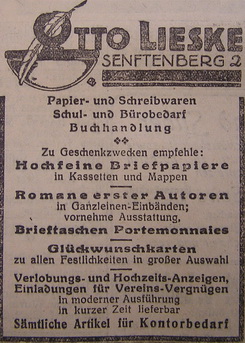 Otto Lieske
SENFTENBERG 2
Papier- und Schreibwaren
Schul- und Bürobedarf
Buchhandlung
Zu Geschenkzwecken empfehle:
Hochfeine Briefpapiere
in Kassetten und Mappen
Romane erster Autoren
in Ganzleinen-Einbänden;
vornehme Ausstattung,
Brieftaschen Portemonnaies
Glückwunschkarten
zu allen Festlichkeiten in großer Auswahl
Verlobungs- und Hochzeits-Anzeigen,
Einladungen für Vereins-Vergnügen
in moderner Ausführung
in kurzer Zeit lieferbar
Sämtliche Artikel für Kontorbedarf